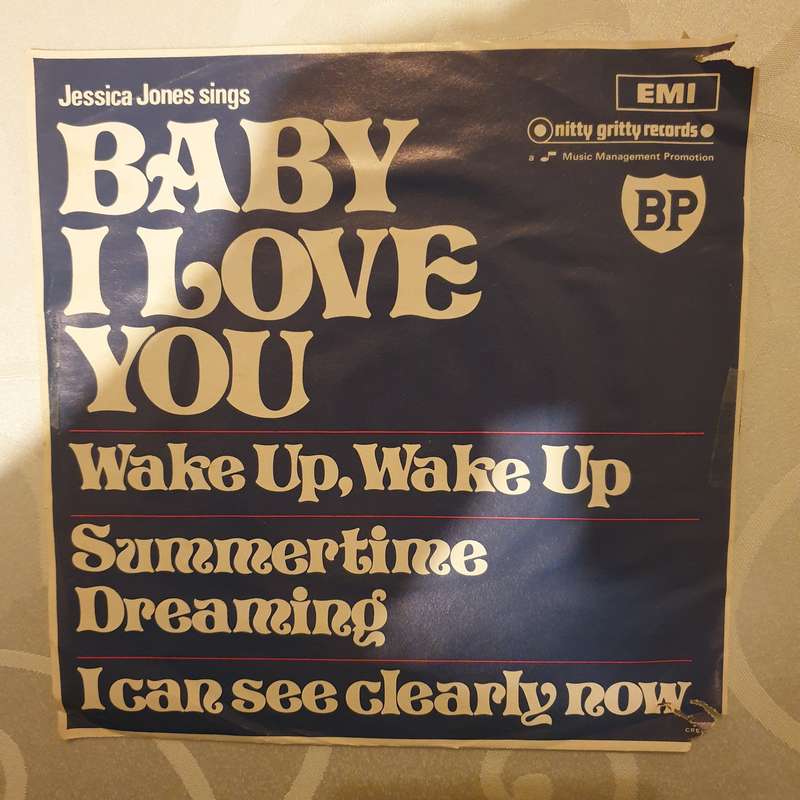 Jessica Jones sings
BABY
I LOVE
YOU
EMI
nitty gritty records
a Music Management Promotion
BP
Wake Up, Wake Up
Summertime
Dreaming
I can see clearly now